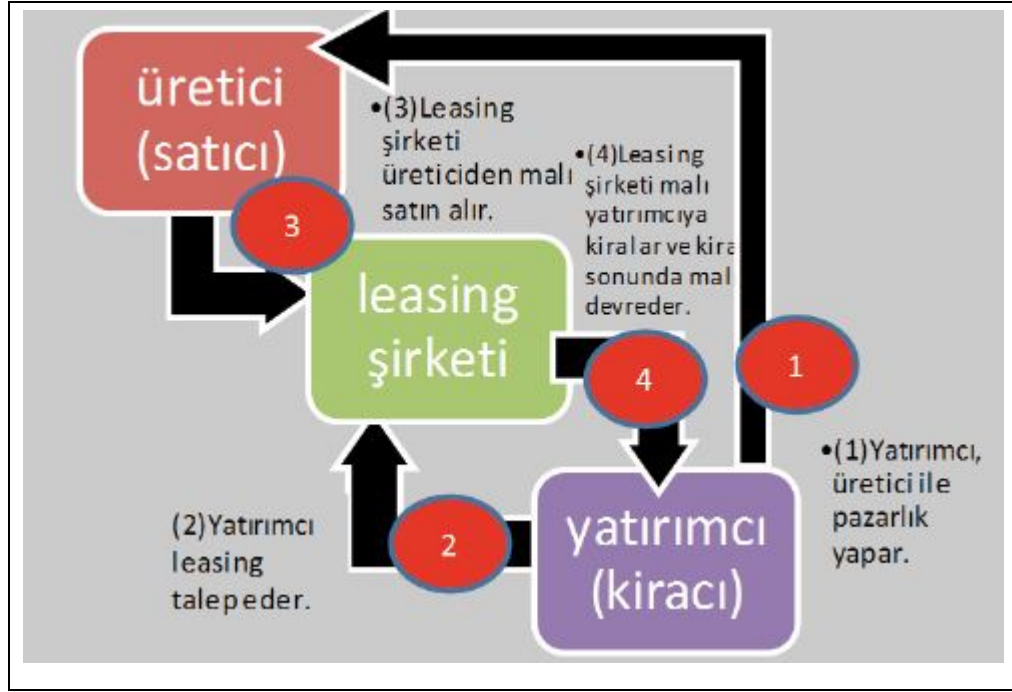 üretici
(satıcı)
•(3)Leasing
şirketi
üreticiden malı
satın alır.
•(4)Leasing
şirketi malı
yatırımcıya
kiralar ve kira
sonunda mal
devreder.
3
leasing
şirketi
4
1
•(1)Yatırımcı,
üretici ile
pazarlık
yapar.
(2)Yatırımcı
leasing
talep eder.
2
yatırımcı
(kiracı)